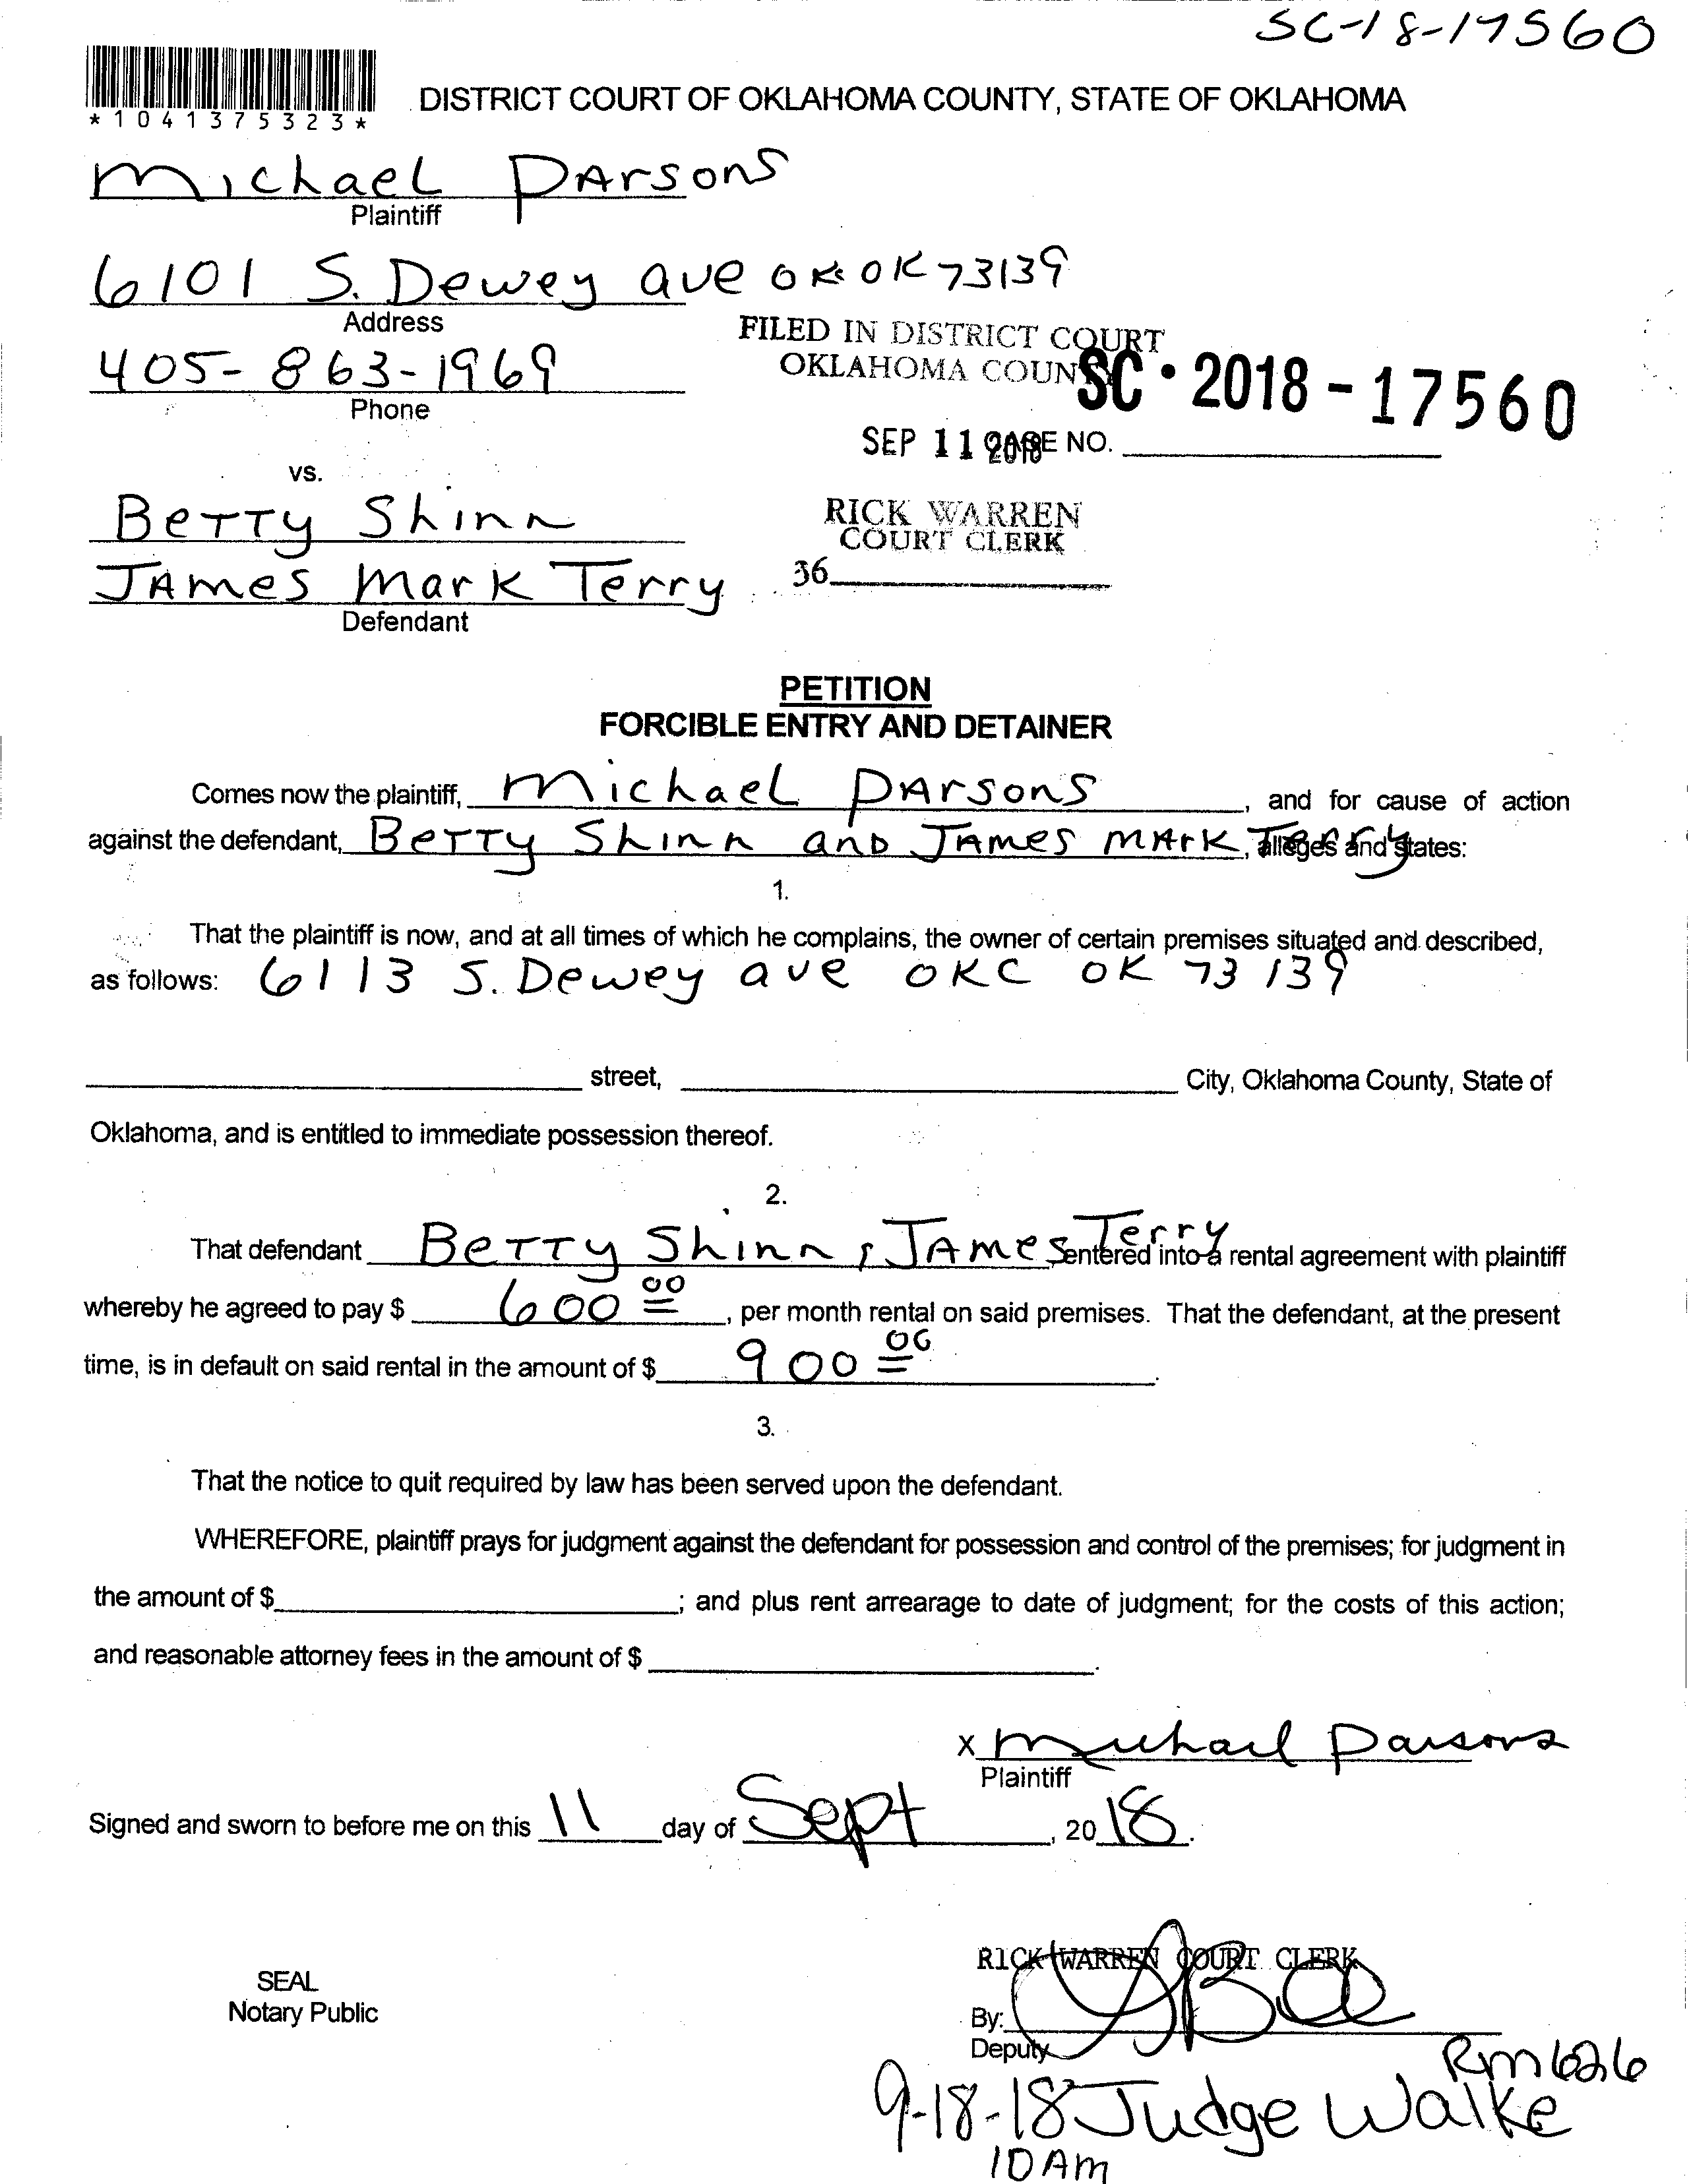 SC-18-17560
*1041375323*
DISTRICT COURT OF OKLAHOMA COUNTY, STATE OF OKLAHOMA
Michael Parsons
Plaintiff
6101 S. Dewey ave OK OK 73139
Address
FILED IN DISTRICT COURT
OKLAHOMA COUNTY
SC • 2018 - 17560
405-863-1969
Phone
SEP 11 2018
CASE NO.
vs.
Betty Shinn
RICK WARREN
COURT CLERK
James Mark Terry
36
Defendant
PETITION
FORCIBLE ENTRY AND DETAINER
Comes now the plaintiff, Michael Parsons, and for cause of action
against the defendant, Betty Shinn and James Mark Terry, alleges and states:
1.
That the plaintiff is now, and at all times of which he complains, the owner of certain premises situated and described,
as follows: 6113 S. Dewey ave OKC OK 73139
street, City, Oklahoma County, State of
Oklahoma, and is entitled to immediate possession thereof.
2.
That defendant Betty Shinn, James Terry entered into a rental agreement with plaintiff
whereby he agreed to pay $ 600 00, per month rental on said premises. That the defendant, at the present
time, is in default on said rental in the amount of $ 900 00.
3.
That the notice to quit required by law has been served upon the defendant.
WHEREFORE, plaintiff prays for judgment against the defendant for possession and control of the premises; for judgment in
the amount of $ ; and plus rent arrearage to date of judgment; for the costs of this action;
and reasonable attorney fees in the amount of $ .
x Michael Parsons
Plaintiff
Signed and sworn to before me on this 11 day of Sept, 2018.
RICK WARREN COURT CLERK
SEAL
Notary Public
By:
Deputy
Rm 626
9-18-18 Judge Walke
10 AM